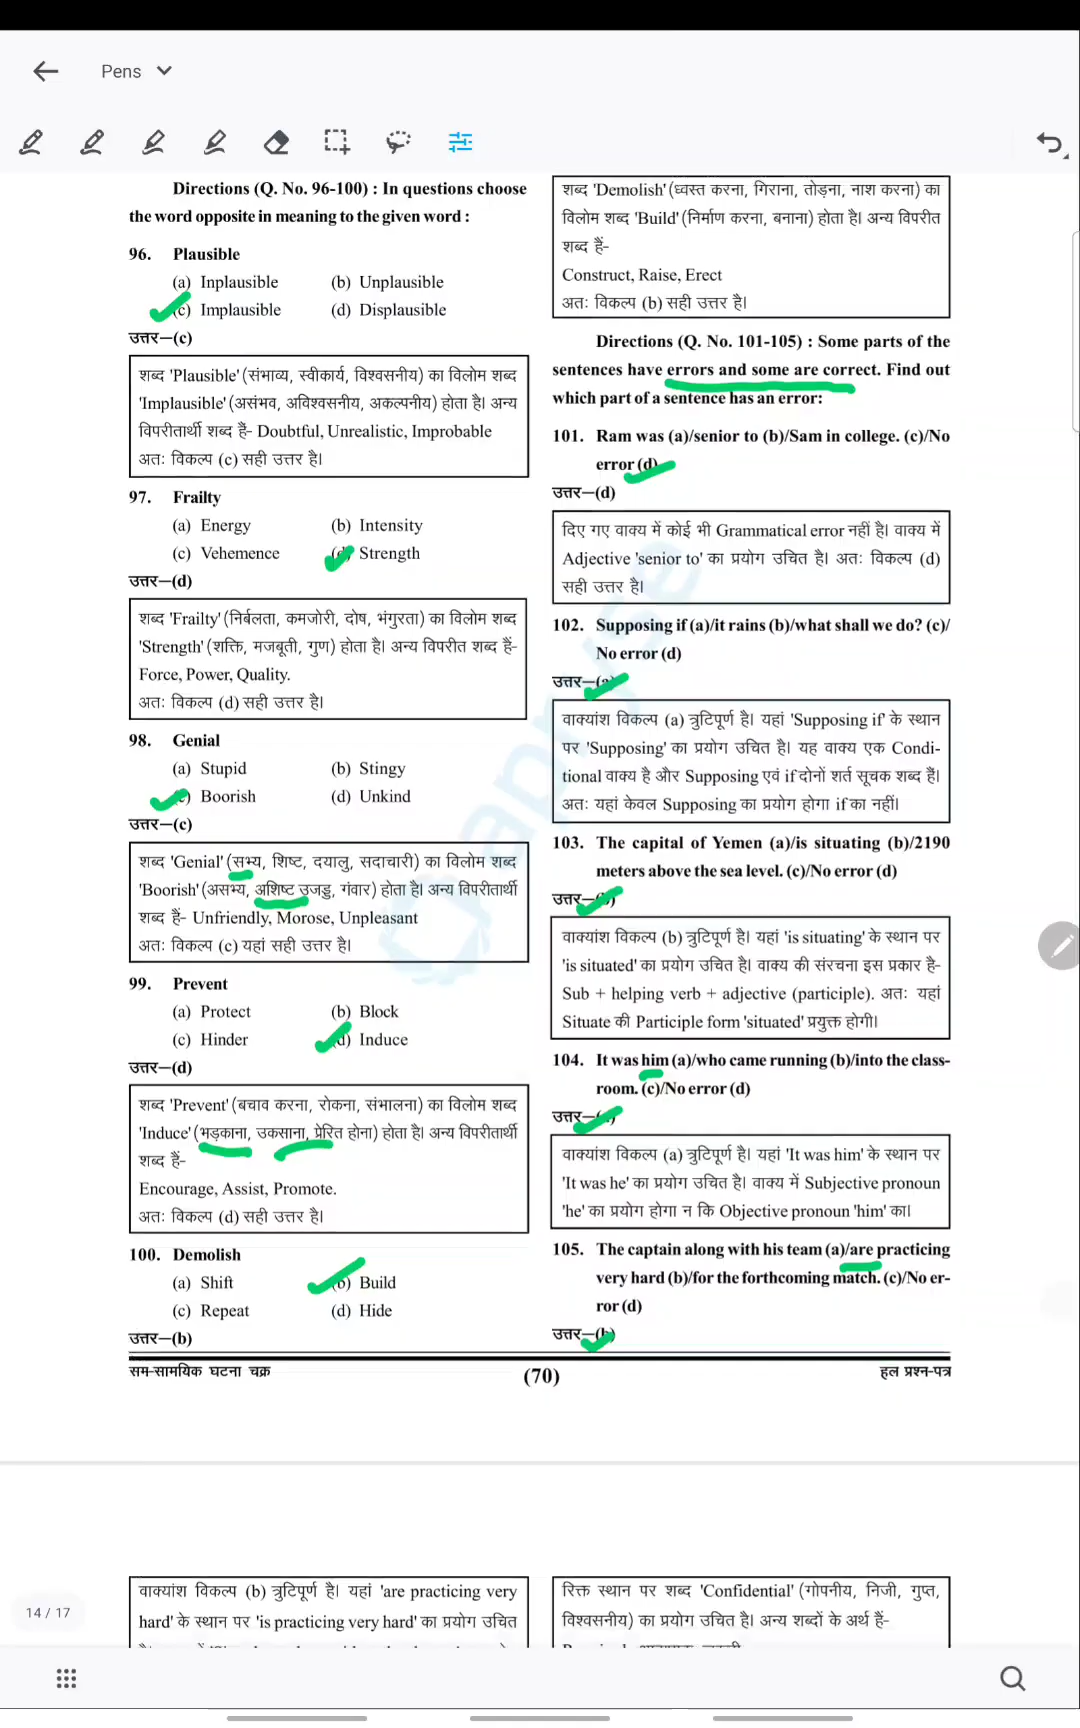 Pens
Directions (Q. No. 96-100) : In questions choose
the word opposite in meaning to the given word :
96. Plausible
(a) Inplausible (b) Unplausible
(c) Implausible (d) Displausible
उत्तर—(c)
शब्द 'Plausible' (संभाव्य, स्वीकार्य, विश्वसनीय) का विलोम शब्द
'Implausible' (असंभव, अविश्वसनीय, अकल्पनीय) होता है। अन्य
विपरीतार्थी शब्द हैं- Doubtful, Unrealistic, Improbable
अतः विकल्प (c) सही उत्तर है।
97. Frailty
(a) Energy (b) Intensity
(c) Vehemence Strength
उत्तर—(d)
शब्द 'Frailty' (निर्बलता, कमजोरी, दोष, भंगुरता) का विलोम शब्द
'Strength' (शक्ति, मजबूती, गुण) होता है। अन्य विपरीत शब्द हैं-
Force, Power, Quality.
अतः विकल्प (d) सही उत्तर है।
98. Genial
(a) Stupid (b) Stingy
Boorish (d) Unkind
उत्तर—(c)
शब्द 'Genial' (सभ्य, शिष्ट, दयालु, सदाचारी) का विलोम शब्द
'Boorish' (असभ्य, अशिष्ट उजड्ड, गंवार) होता है। अन्य विपरीतार्थी
शब्द हैं- Unfriendly, Morose, Unpleasant
अतः विकल्प (c) यहां सही उत्तर है।
99. Prevent
(a) Protect (b) Block
(c) Hinder (d) Induce
उत्तर—(d)
शब्द 'Prevent' (बचाव करना, रोकना, संभालना) का विलोम शब्द
'Induce' (भड़काना, उकसाना, प्रेरित होना) होता है। अन्य विपरीतार्थी
शब्द हैं-
Encourage, Assist, Promote.
अतः विकल्प (d) सही उत्तर है।
100. Demolish
(a) Shift (b) Build
(c) Repeat (d) Hide
उत्तर—(b)
शब्द 'Demolish' (ध्वस्त करना, गिराना, तोड़ना, नाश करना) का
विलोम शब्द 'Build' (निर्माण करना, बनाना) होता है। अन्य विपरीत
शब्द हैं-
Construct, Raise, Erect
अतः विकल्प (b) सही उत्तर है।
Directions (Q. No. 101-105) : Some parts of the
sentences have errors and some are correct. Find out
which part of a sentence has an error:
101. Ram was (a)/senior to (b)/Sam in college. (c)/No
error (d)
उत्तर—(d)
दिए गए वाक्य में कोई भी Grammatical error नहीं है। वाक्य में
Adjective 'senior to' का प्रयोग उचित है। अतः विकल्प (d)
सही उत्तर है।
102. Supposing if (a)/it rains (b)/what shall we do? (c)/
No error (d)
उत्तर—(a)
वाक्यांश विकल्प (a) त्रुटिपूर्ण है। यहां 'Supposing if' के स्थान
पर 'Supposing' का प्रयोग उचित है। यह वाक्य एक Condi-
tional वाक्य है और Supposing एवं if दोनों शर्त सूचक शब्द हैं।
अतः यहां केवल Supposing का प्रयोग होगा if का नहीं।
103. The capital of Yemen (a)/is situating (b)/2190
meters above the sea level. (c)/No error (d)
उत्तर—
वाक्यांश विकल्प (b) त्रुटिपूर्ण है। यहां 'is situating' के स्थान पर
'is situated' का प्रयोग उचित है। वाक्य की संरचना इस प्रकार है-
Sub + helping verb + adjective (participle). अतः यहां
Situate की Participle form 'situated' प्रयुक्त होगी।
104. It was him (a)/who came running (b)/into the class-
room. (c)/No error (d)
उत्तर—
वाक्यांश विकल्प (a) त्रुटिपूर्ण है। यहां 'It was him' के स्थान पर
'It was he' का प्रयोग उचित है। वाक्य में Subjective pronoun
'he' का प्रयोग होगा न कि Objective pronoun 'him' का।
105. The captain along with his team (a)/are practicing
very hard (b)/for the forthcoming match. (c)/No er-
ror (d)
उत्तर—(b)
सम-सामयिक घटना चक्र (70) हल प्रश्न-पत्र
वाक्यांश विकल्प (b) त्रुटिपूर्ण है। यहां 'are practicing very
hard' के स्थान पर 'is practicing very hard' का प्रयोग उचित
रिक्त स्थान पर शब्द 'Confidential' (गोपनीय, निजी, गुप्त,
विश्वसनीय) का प्रयोग उचित है। अन्य शब्दों के अर्थ हैं-
14 / 17